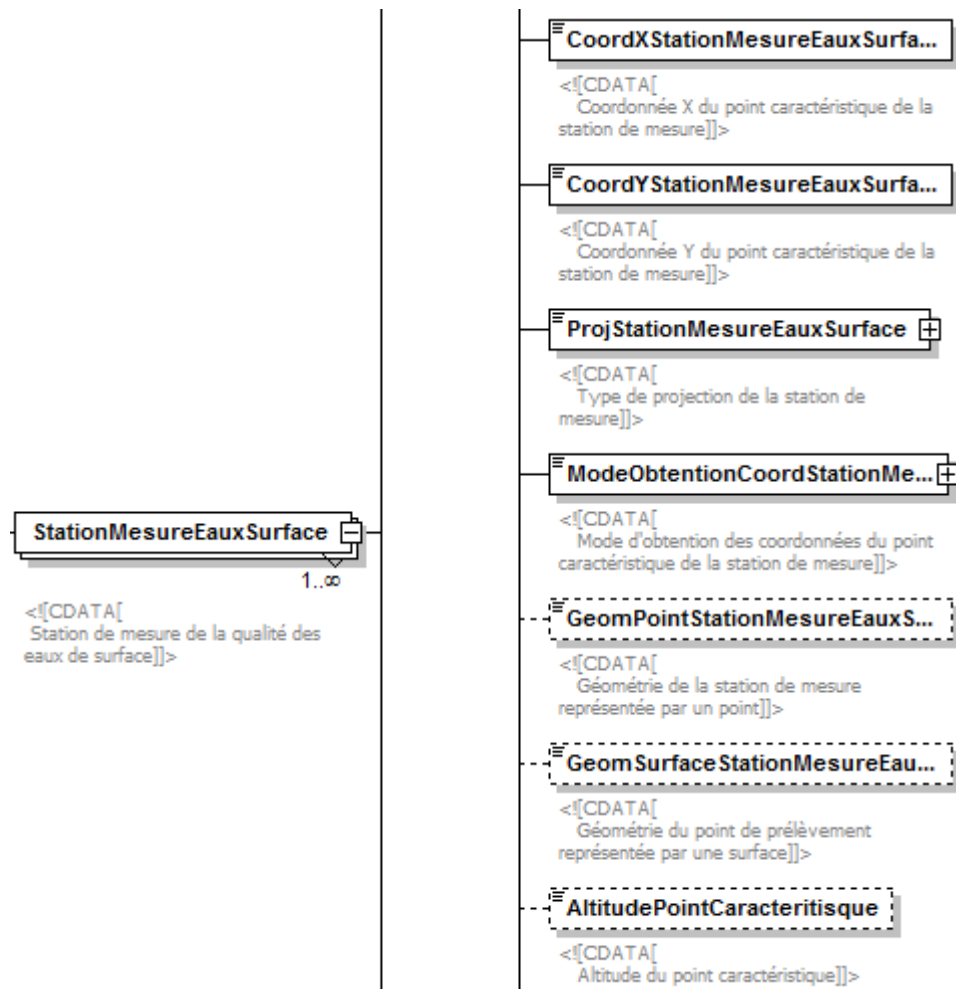 StationMesureEauxSurface
1..∞
<![CDATA[
Station de mesure de la qualité des
eaux de surface]]>
CoordXStationMesureEauxSurfa...
<![CDATA[
Coordonnée X du point caractéristique de la
station de mesure]]>
CoordYStationMesureEauxSurfa...
<![CDATA[
Coordonnée Y du point caractéristique de la
station de mesure]]>
ProjStationMesureEauxSurface
<![CDATA[
Type de projection de la station de
mesure]]>
ModeObtentionCoordStationMe...
<![CDATA[
Mode d'obtention des coordonnées du point
caractéristique de la station de mesure]]>
GeomPointStationMesureEauxS...
<![CDATA[
Géométrie de la station de mesure
représentée par un point]]>
GeomSurfaceStationMesureEau...
<![CDATA[
Géométrie du point de prélèvement
représentée par une surface]]>
AltitudePointCaracteritisque
<![CDATA[
Altitude du point caractéristique]]>